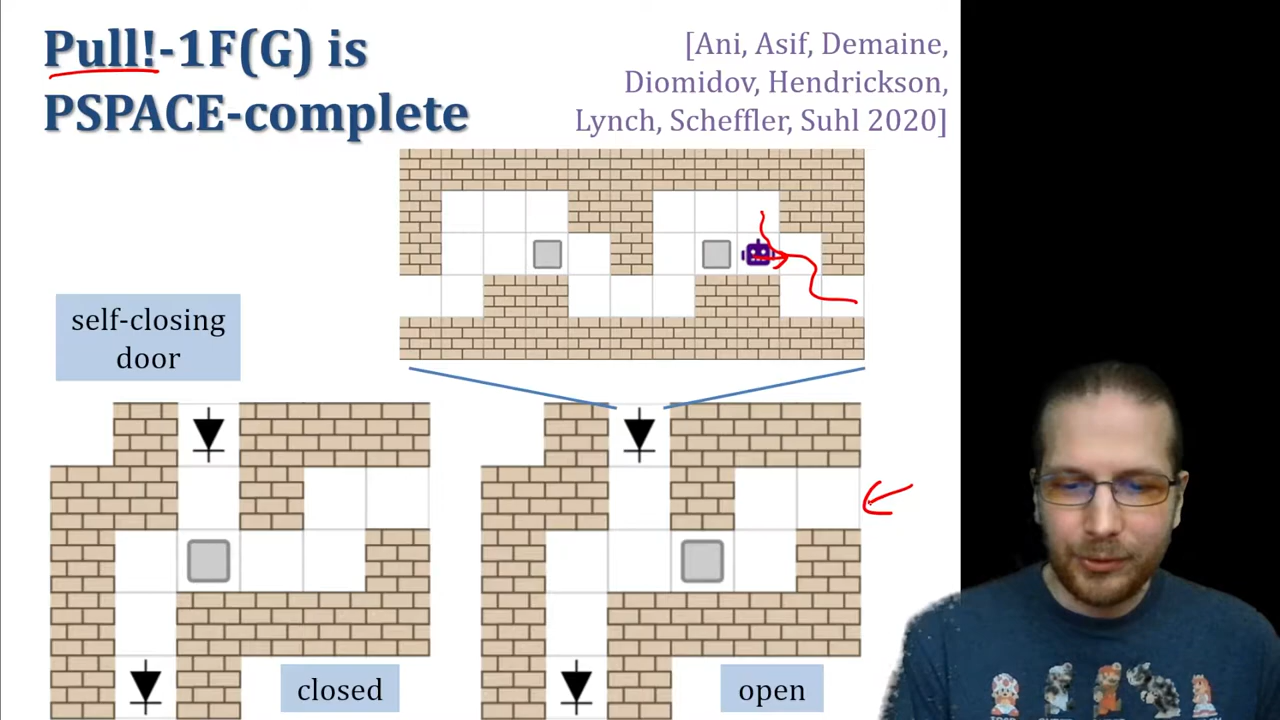 Pull!-1F(G) is
PSPACE-complete
[Ani, Asif, Demaine,
Diomidov, Hendrickson,
Lynch, Scheffler, Suhl 2020]
self-closing
door
closed
open